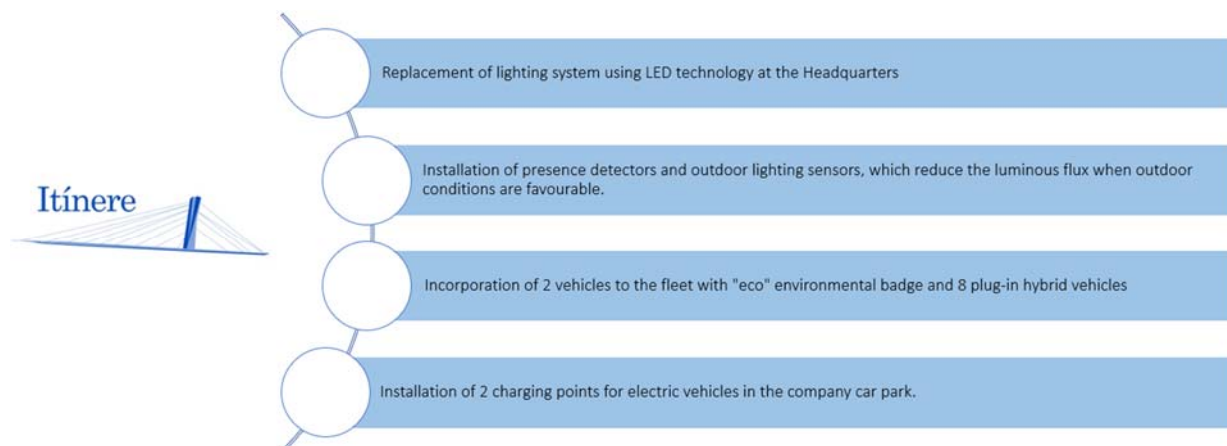 Itínere
Replacement of lighting system using LED technology at the Headquarters
Installation of presence detectors and outdoor lighting sensors, which reduce the luminous flux when outdoor
conditions are favourable.
Incorporation of 2 vehicles to the fleet with "eco" environmental badge and 8 plug-in hybrid vehicles
Installation of 2 charging points for electric vehicles in the company car park.